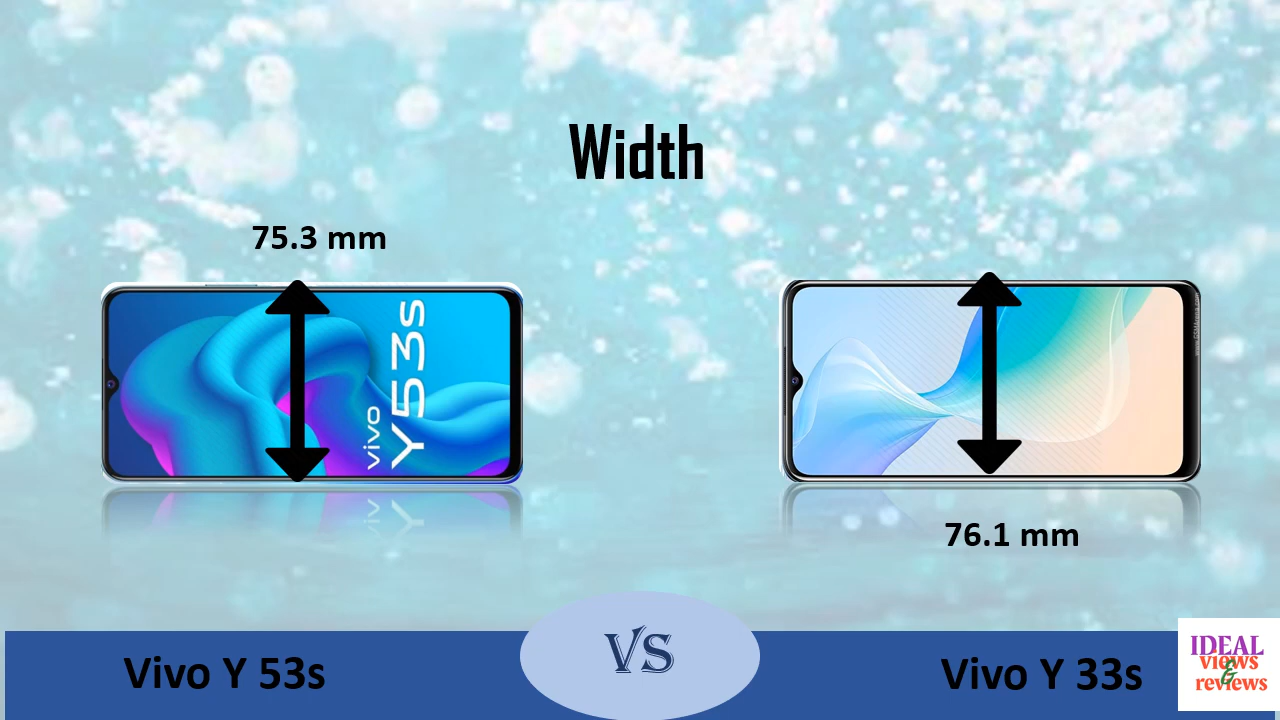 Width
75.3 mm
vivo
Y53s
76.1 mm
Vivo Y 53s
VS
Vivo Y 33s
IDEAL
views
&
reviews